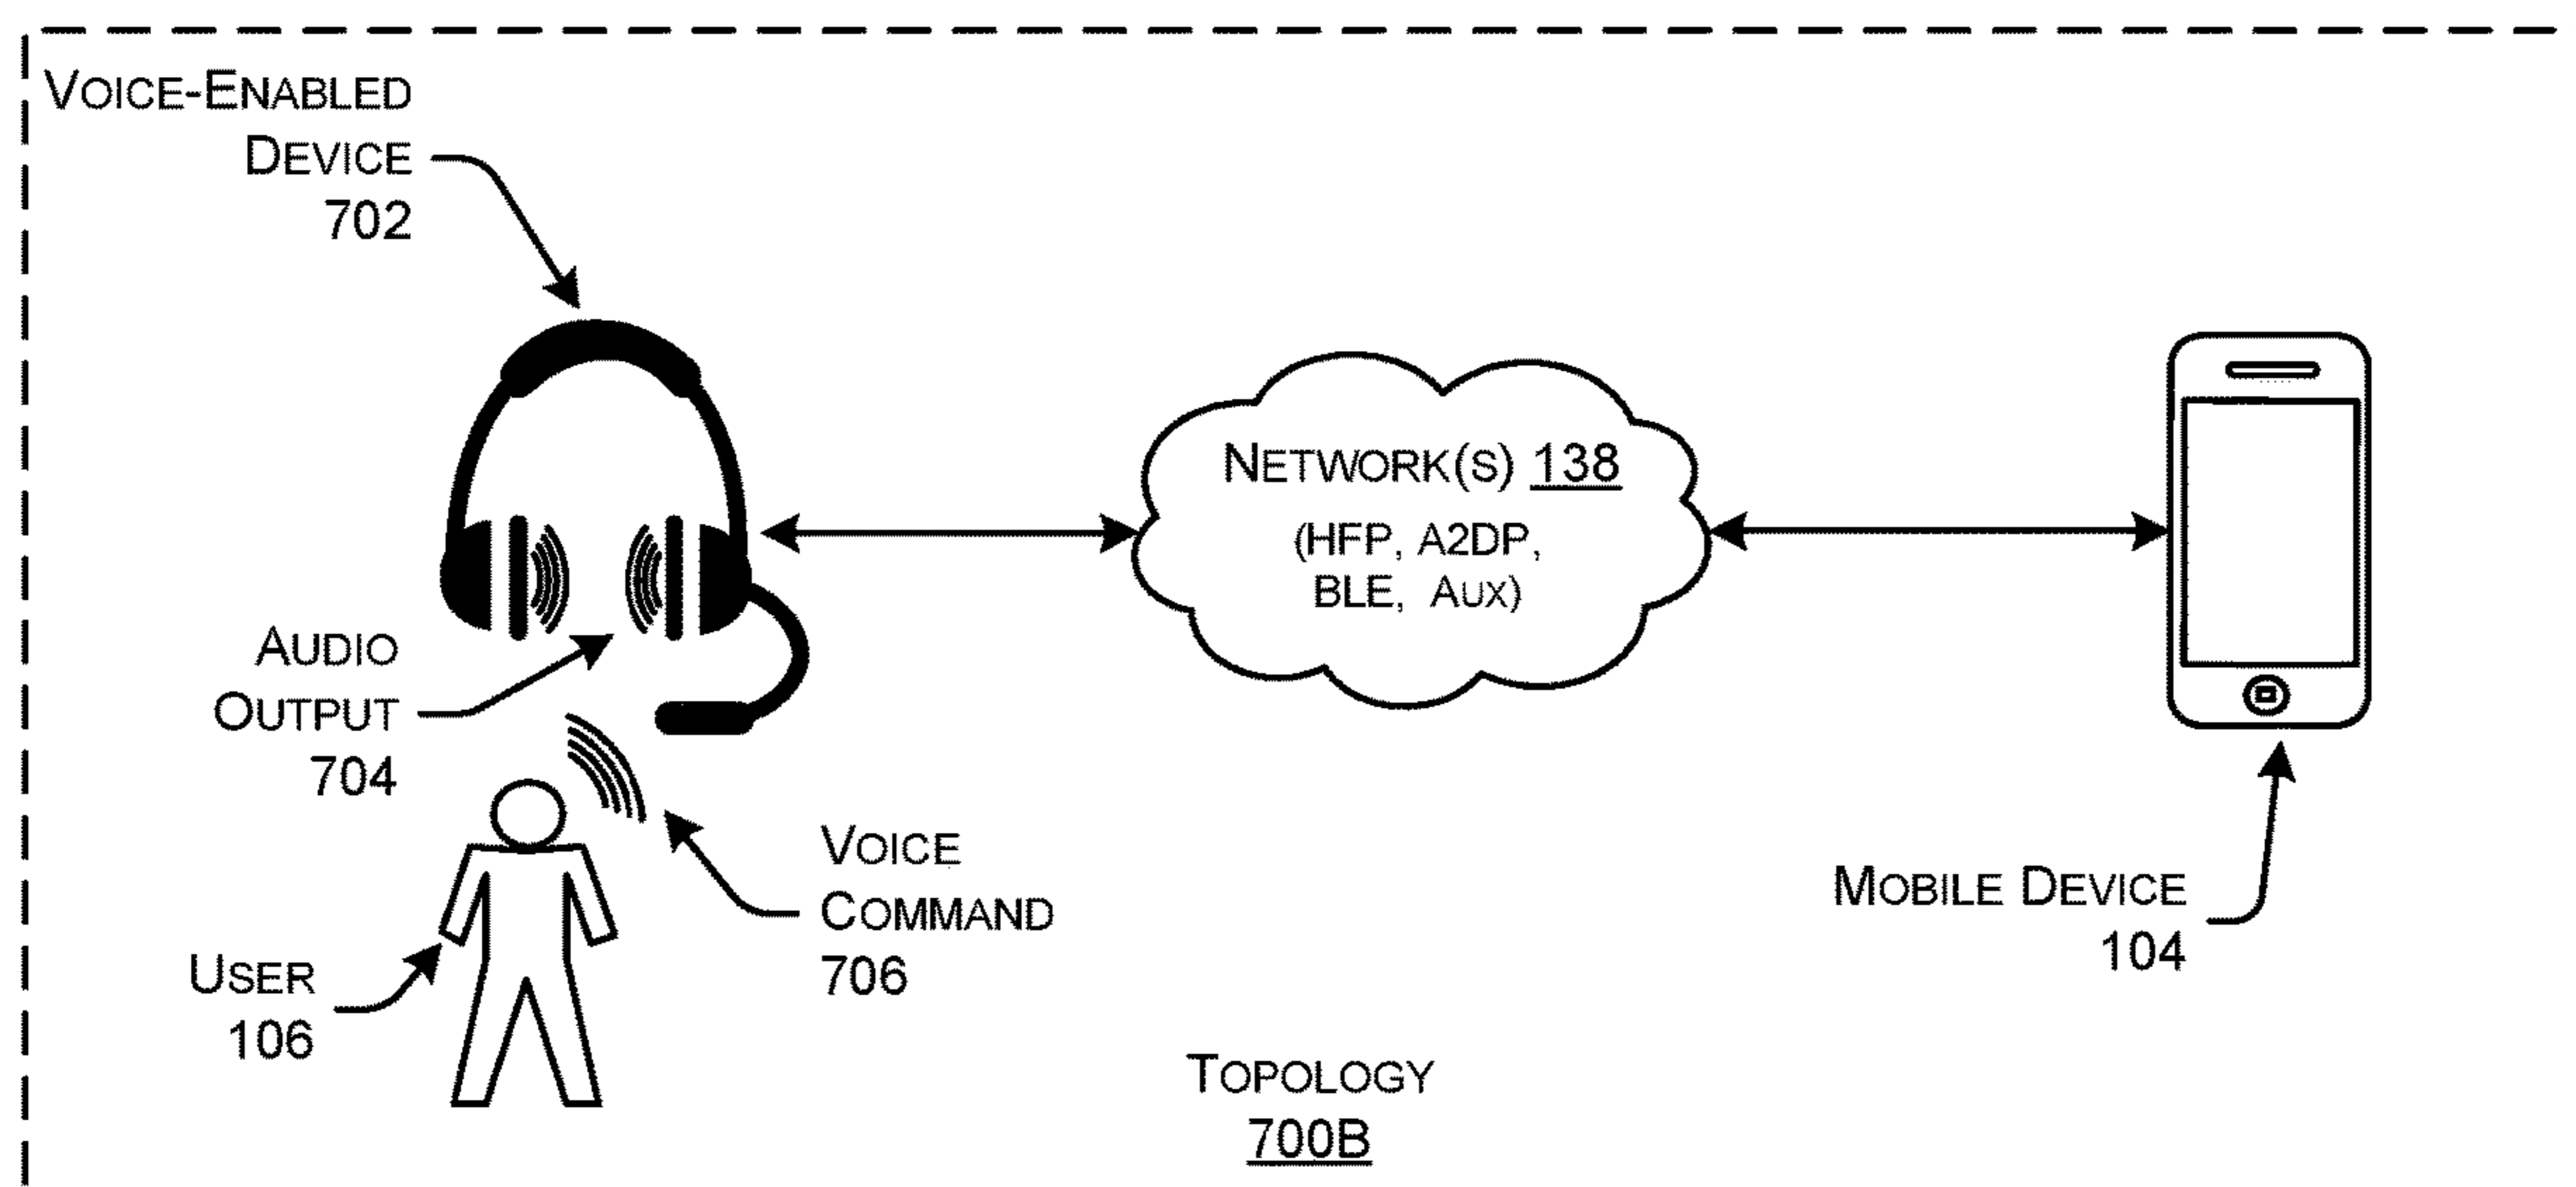 VOICE-ENABLED
DEVICE
702
NETWORK(S) 138
(HFP, A2DP,
BLE, AUX)
AUDIO
OUTPUT
704
VOICE
COMMAND
706
USER
106
MOBILE DEVICE
104
TOPOLOGY
700B